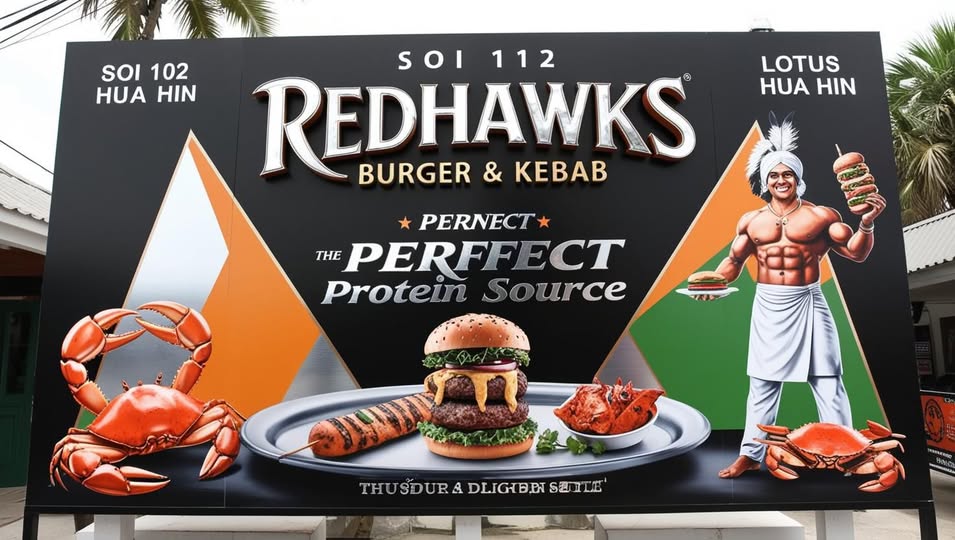 SOI 112
SOI 102
HUA HIN
LOTUS
HUA HIN
REDHAWKS®
BURGER & KEBAB
PERNECT
THE PERFFECT
Protein Source